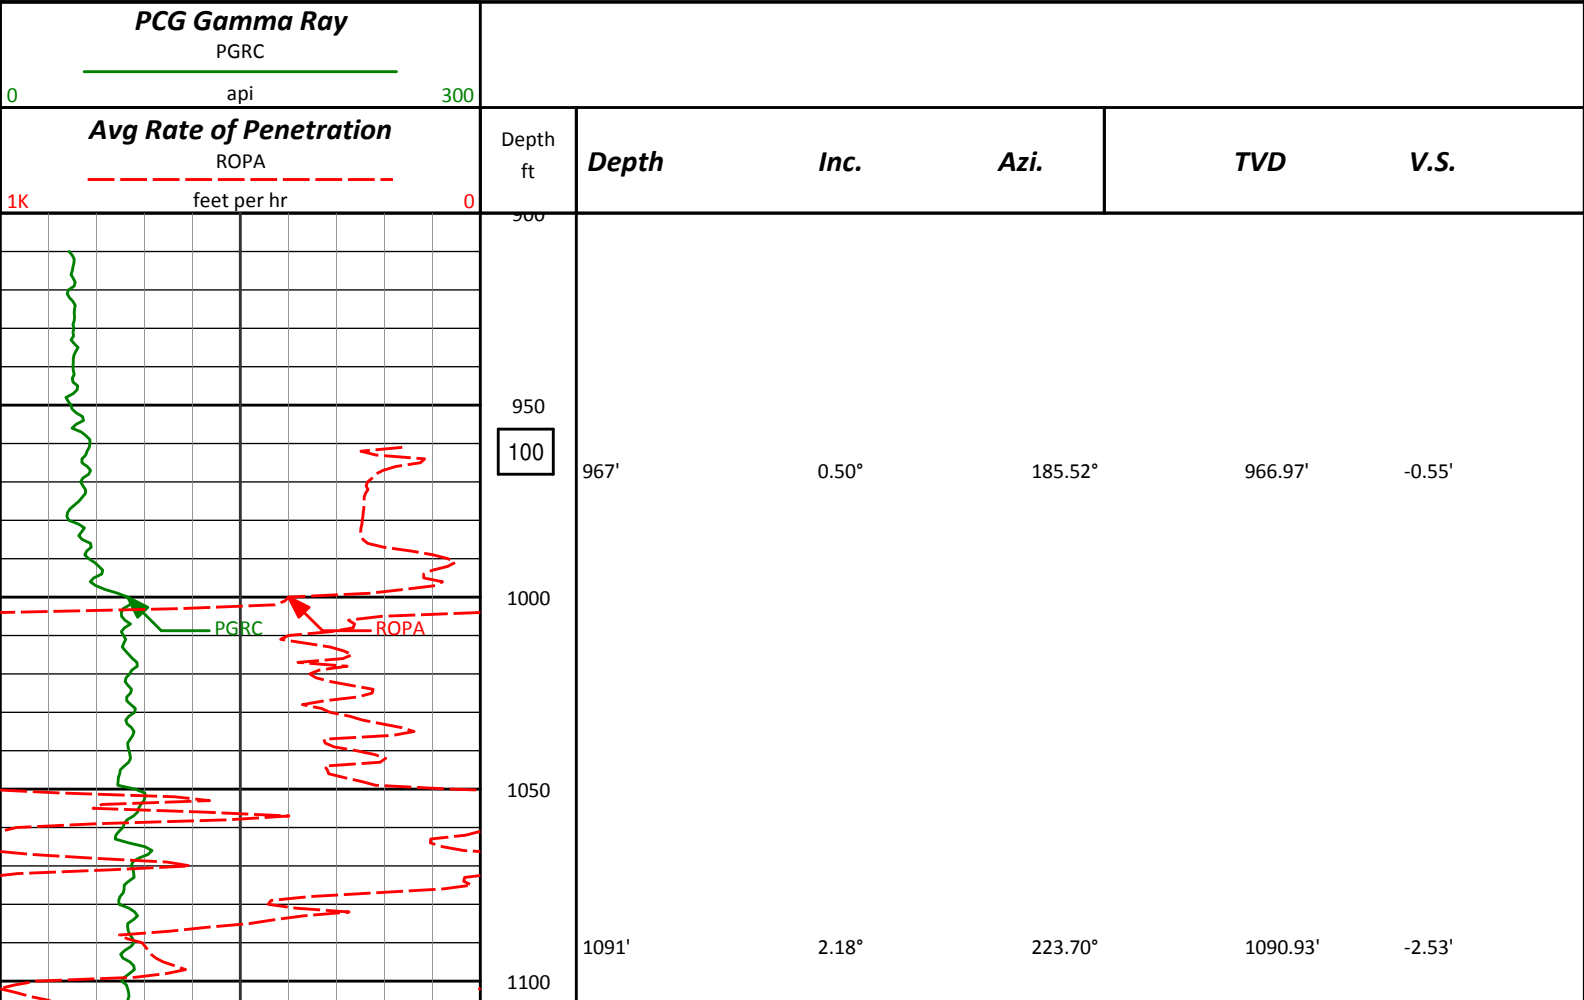 PCG Gamma Ray
PGRC
0 api 300
Avg Rate of Penetration
ROPA
1K feet per hr 0
Depth
ft
Depth Inc. Azi. TVD V.S.
900
950
100
967' 0.50° 185.52° 966.97' -0.55'
1000
PGRC ROPA
1050
1091' 2.18° 223.70° 1090.93' -2.53'
1100